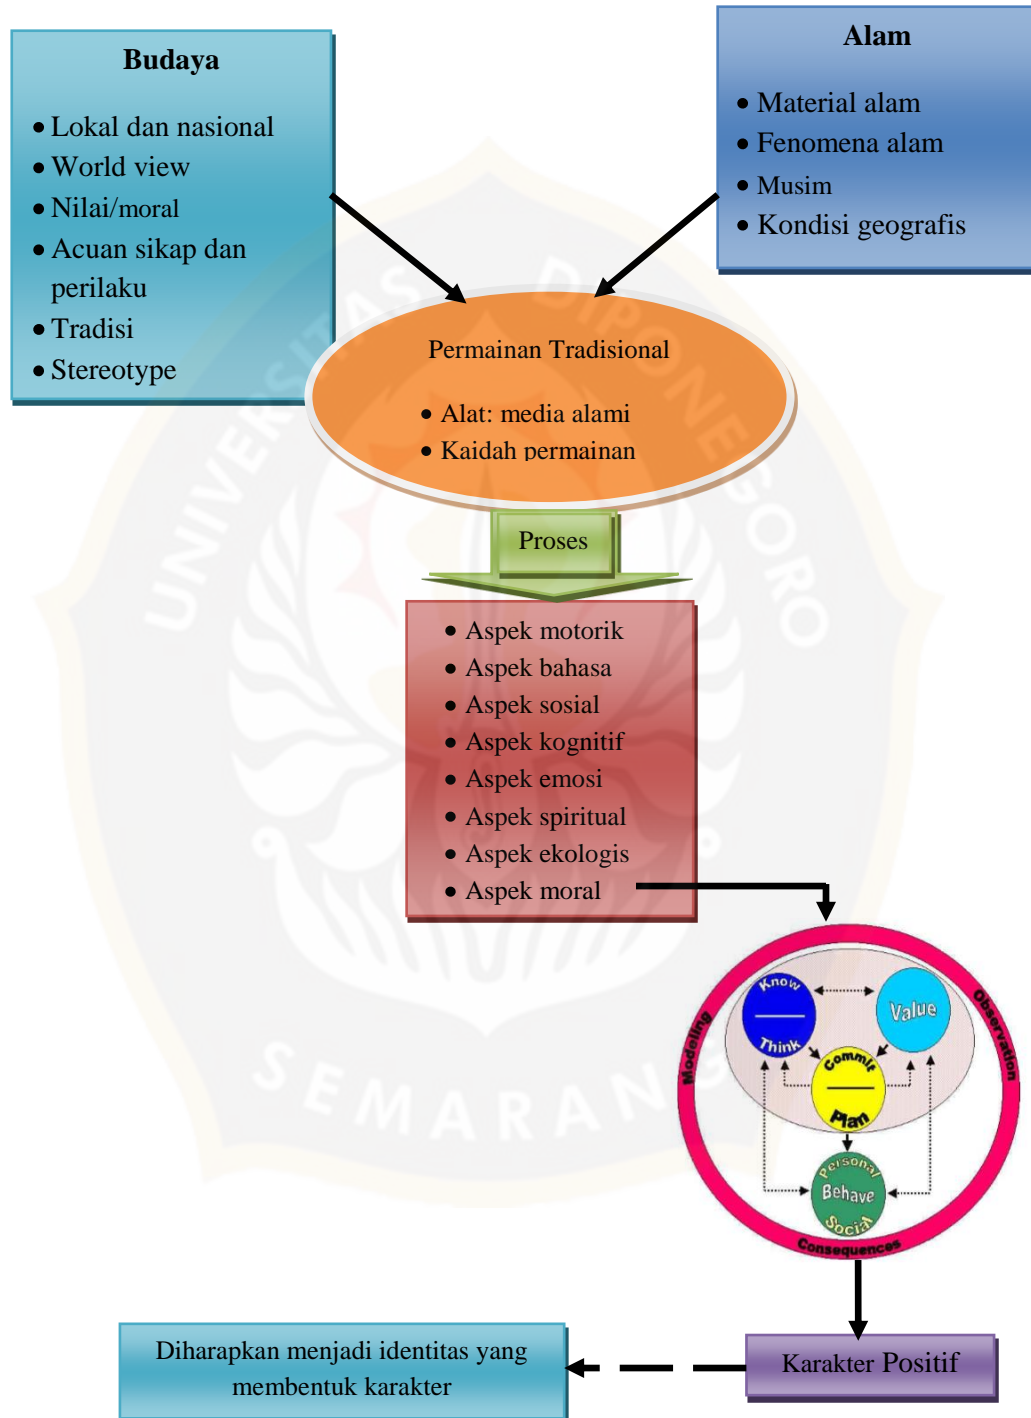 Budaya
• Lokal dan nasional
• World view
• Nilai/moral
• Acuan sikap dan
perilaku
• Tradisi
• Stereotype
Alam
• Material alam
• Fenomena alam
• Musim
• Kondisi geografis
Permainan Tradisional
• Alat: media alami
• Kaidah permainan
Proses
• Aspek motorik
• Aspek bahasa
• Aspek sosial
• Aspek kognitif
• Aspek emosi
• Aspek spiritual
• Aspek ekologis
• Aspek moral
Modeling
Observation
Consequences
Know
Think
Value
Commit
Plan
Personal
Behave
Social
Karakter Positif
Diharapkan menjadi identitas yang
membentuk karakter
UNIVERSITAS DIPONEGORO
SEMARANG